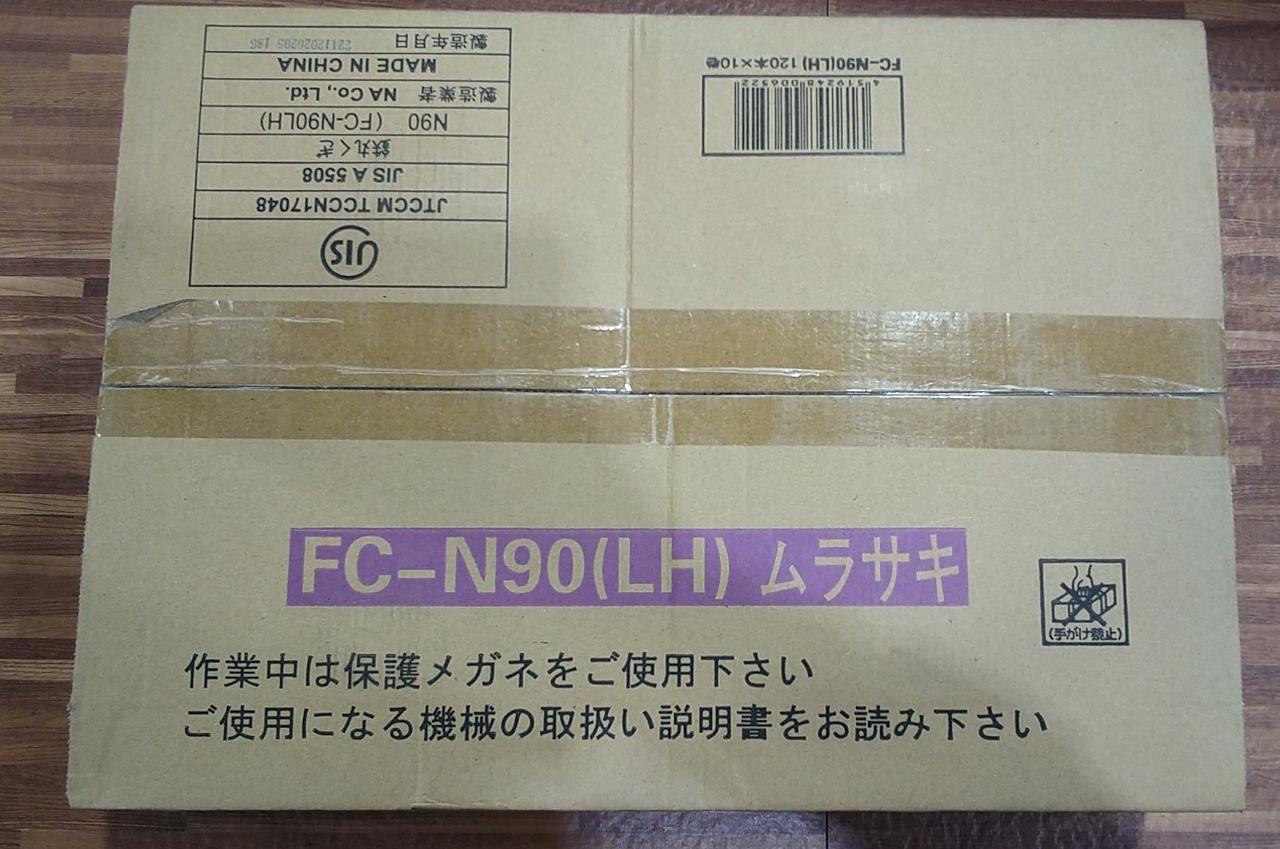 FC-N90(LH) 120本×10巻
4519248006522
JIS
JTCCM TCCN17048
JIS A 5508
鉄丸くぎ
N90 (FC-N90LH)
製造業者 NA Co., Ltd.
MADE IN CHINA
製造年月日
FC-N90(LH) ムラサキ
(手がけ禁止)
作業中は保護メガネをご使用下さい
ご使用になる機械の取扱い説明書をお読み下さい